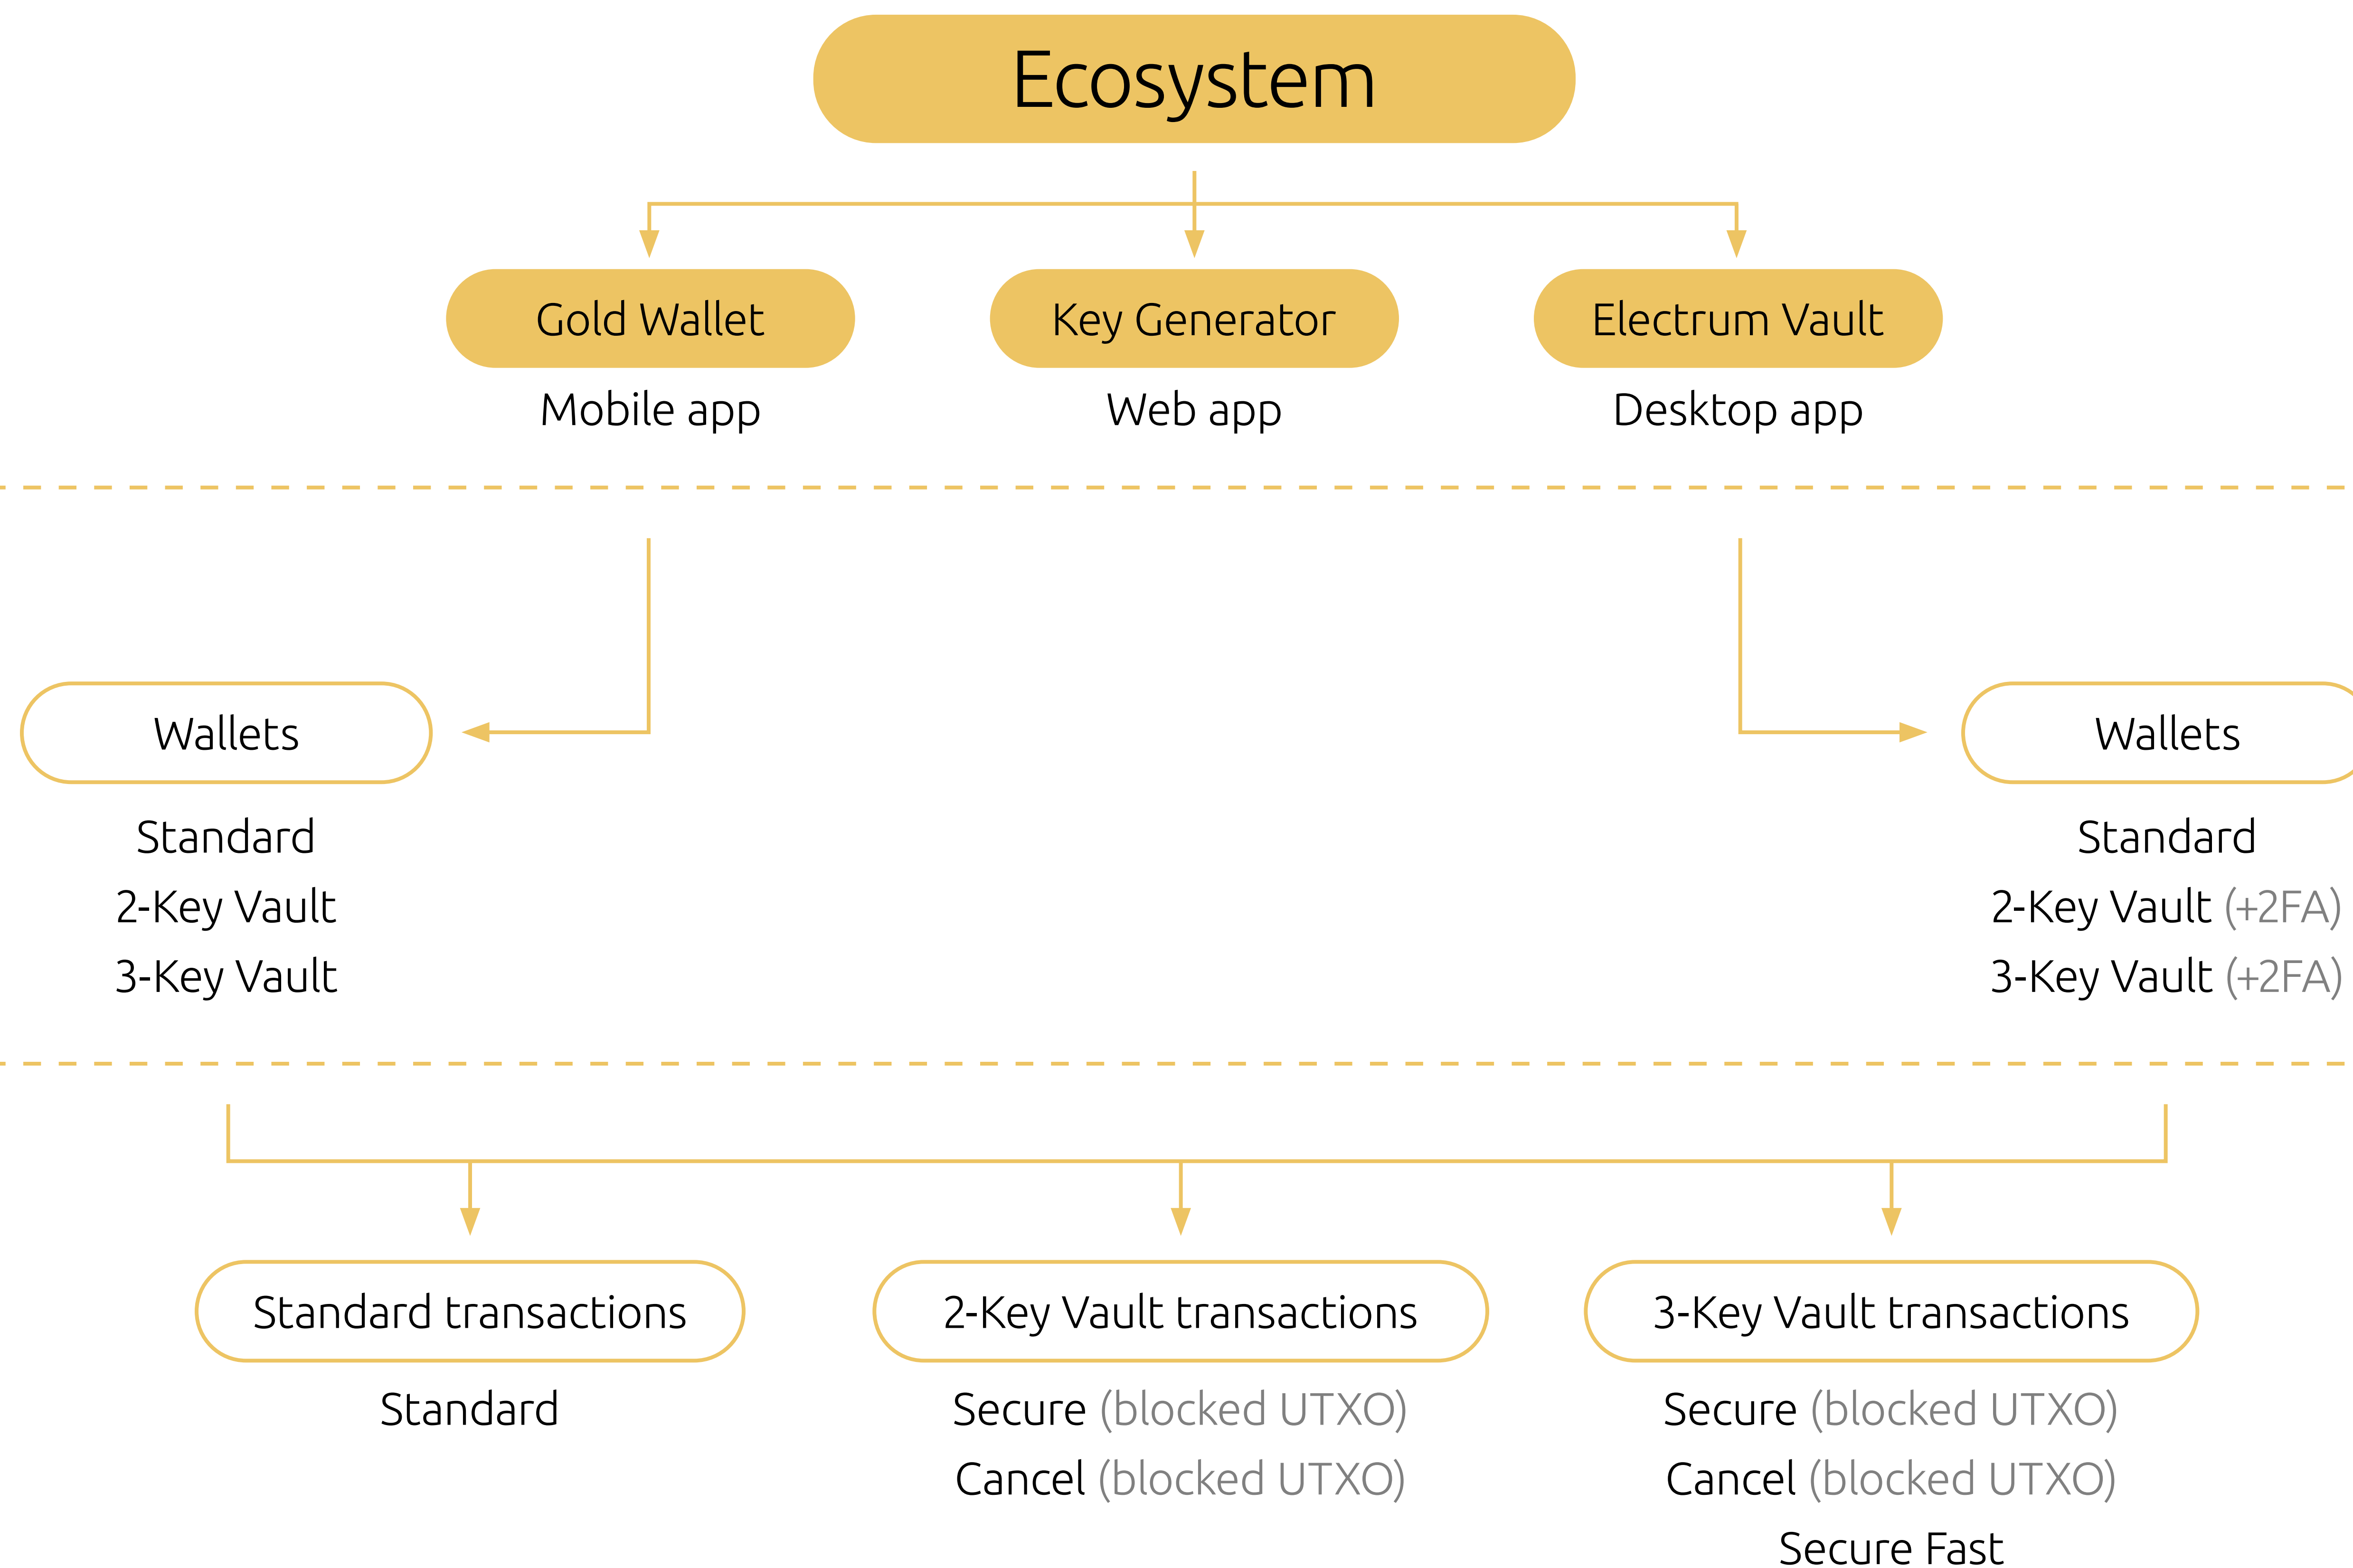 Ecosystem
Gold Wallet
Key Generator
Electrum Vault
Mobile app
Web app
Desktop app
Wallets
Standard
2-Key Vault
3-Key Vault
Wallets
Standard
2-Key Vault (+2FA)
3-Key Vault (+2FA)
Standard transactions
Standard
2-Key Vault transactions
Secure (blocked UTXO)
Cancel (blocked UTXO)
3-Key Vault transactions
Secure (blocked UTXO)
Cancel (blocked UTXO)
Secure Fast